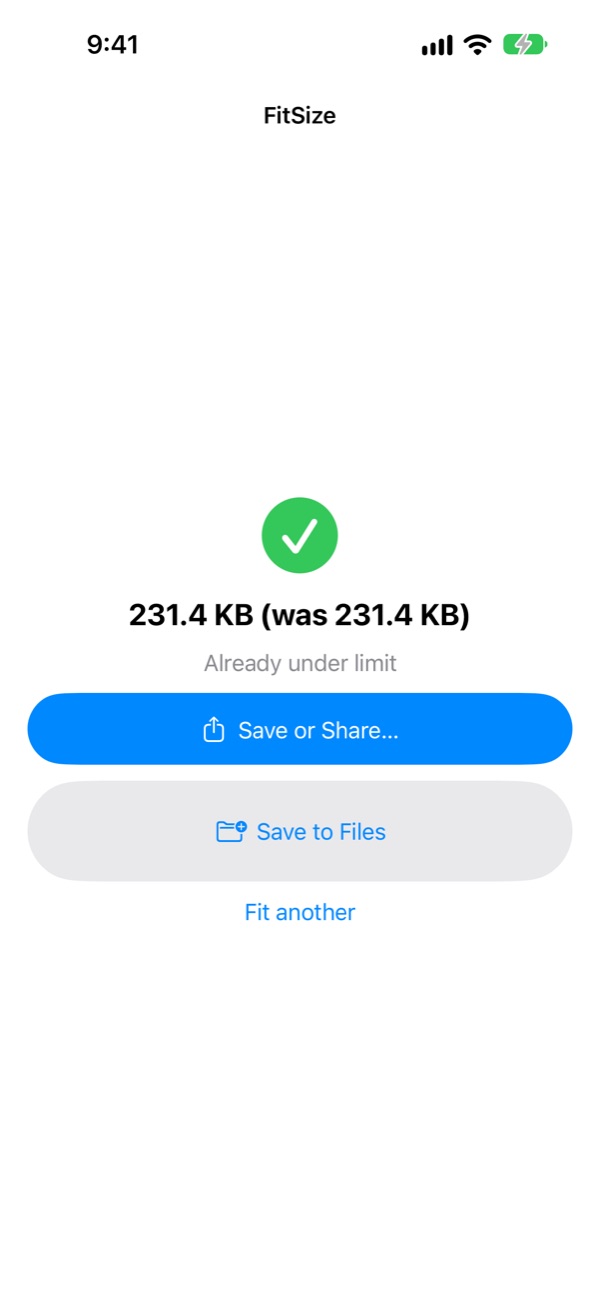 9:41
FitSize
231.4 KB (was 231.4 KB)
Already under limit
Save or Share...
Save to Files
Fit another